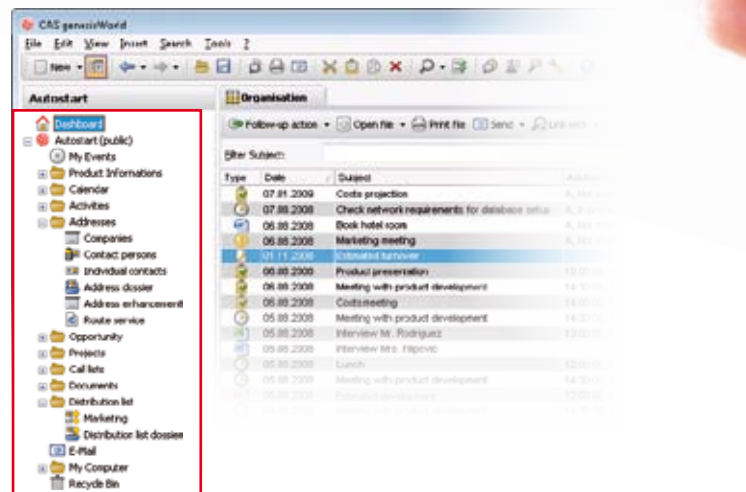 CAS genesisWorld
File Edit View Insert Search Tools ?
New
Autostart
Dashboard
Autostart (public)
My Events
Product Informations
Calendar
Activities
Addresses
Companies
Contact persons
Individual contacts
Address dossier
Address enhancement
Route service
Opportunity
Projects
Call lists
Documents
Distribution list
Marketing
Distribution list dossier
E-Mail
My Computer
Recycle Bin
Organisation
Follow-up action Open file Print file Send
Filter Subject:
Type Date Subject
07.01.2009 Costs projection
07.08.2008 Check network requirements for database setup
06.08.2008 Book hotel room
06.08.2008 Marketing meeting
01.11.2008 Estimated turnover
06.08.2008 Product presentation
06.08.2008 Meeting with product development
06.08.2008 Costs meeting
05.08.2008 Meeting with product development
05.08.2008 Interview Mr. Rodriguez
05.08.2008 Interview Mrs. Filipovic
05.08.2008 Lunch
05.08.2008 Meeting with product development